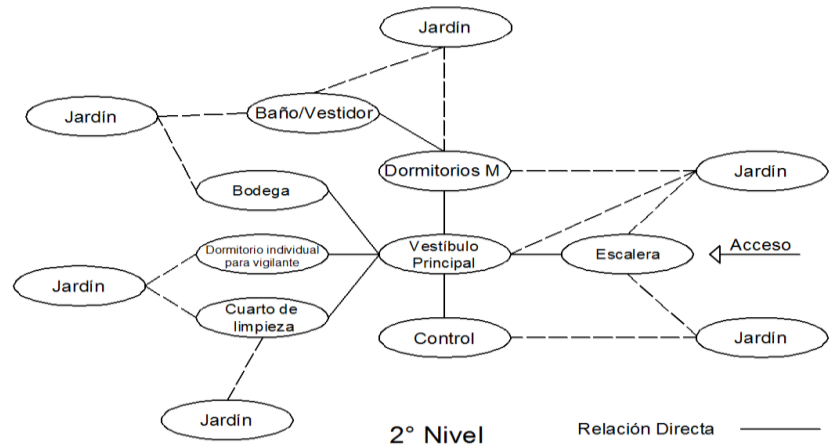 Jardín
Jardín
Baño/Vestidor
Dormitorios M
Jardín
Bodega
Dormitorio individual
para vigilante
Vestíbulo
Principal
Escalera
Acceso
Jardín
Cuarto de
limpieza
Control
Jardín
Jardín
2° Nivel
Relación Directa